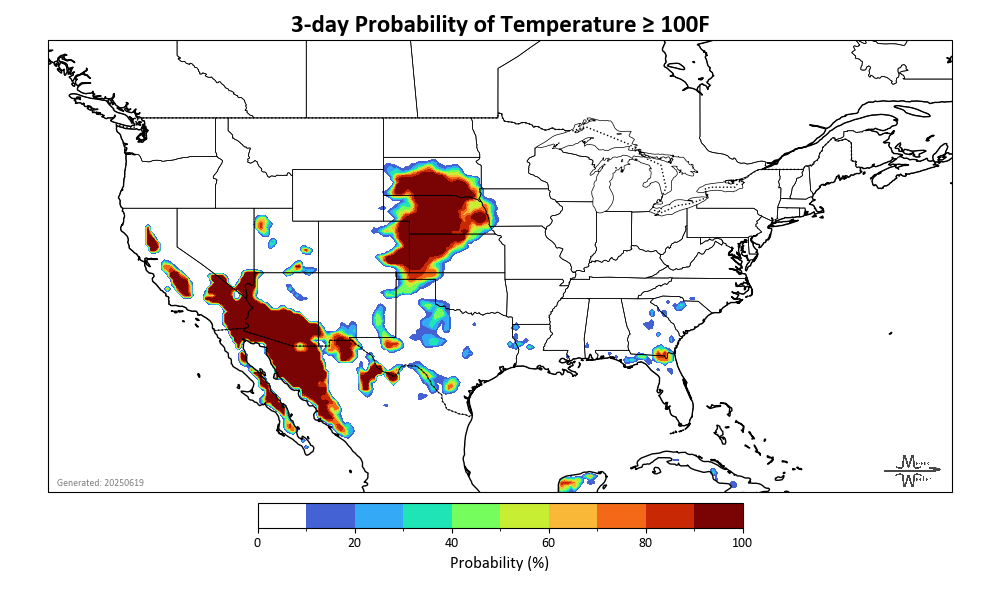 3-day Probability of Temperature ≥ 100F
Generated: 20250619
0 20 40 60 80 100
Probability (%)